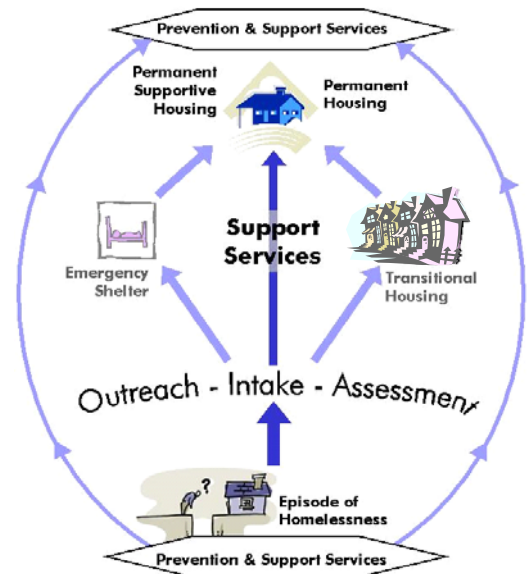 Prevention & Support Services
Permanent
Supportive
Housing
Permanent
Housing
Support
Services
Emergency
Shelter
Transitional
Housing
Outreach - Intake - Assessment
?
Episode of
Homelessness
Prevention & Support Services